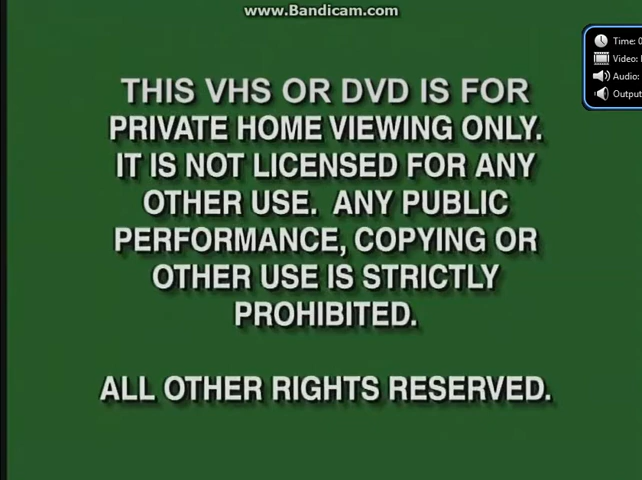 www.Bandicam.com
Time: 0
Video:
Audio:
Output
THIS VHS OR DVD IS FOR
PRIVATE HOME VIEWING ONLY.
IT IS NOT LICENSED FOR ANY
OTHER USE. ANY PUBLIC
PERFORMANCE, COPYING OR
OTHER USE IS STRICTLY
PROHIBITED.
ALL OTHER RIGHTS RESERVED.